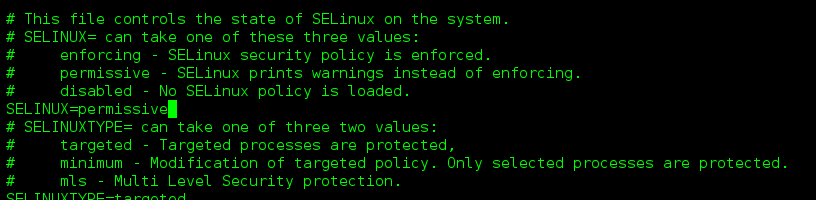 # This file controls the state of SELinux on the system.
# SELINUX= can take one of these three values:
#     enforcing - SELinux security policy is enforced.
#     permissive - SELinux prints warnings instead of enforcing.
#     disabled - No SELinux policy is loaded.
SELINUX=permissive
# SELINUXTYPE= can take one of three two values:
#     targeted - Targeted processes are protected,
#     minimum - Modification of targeted policy. Only selected processes are protected.
#     mls - Multi Level Security protection.
SELINUXTYPE=targeted